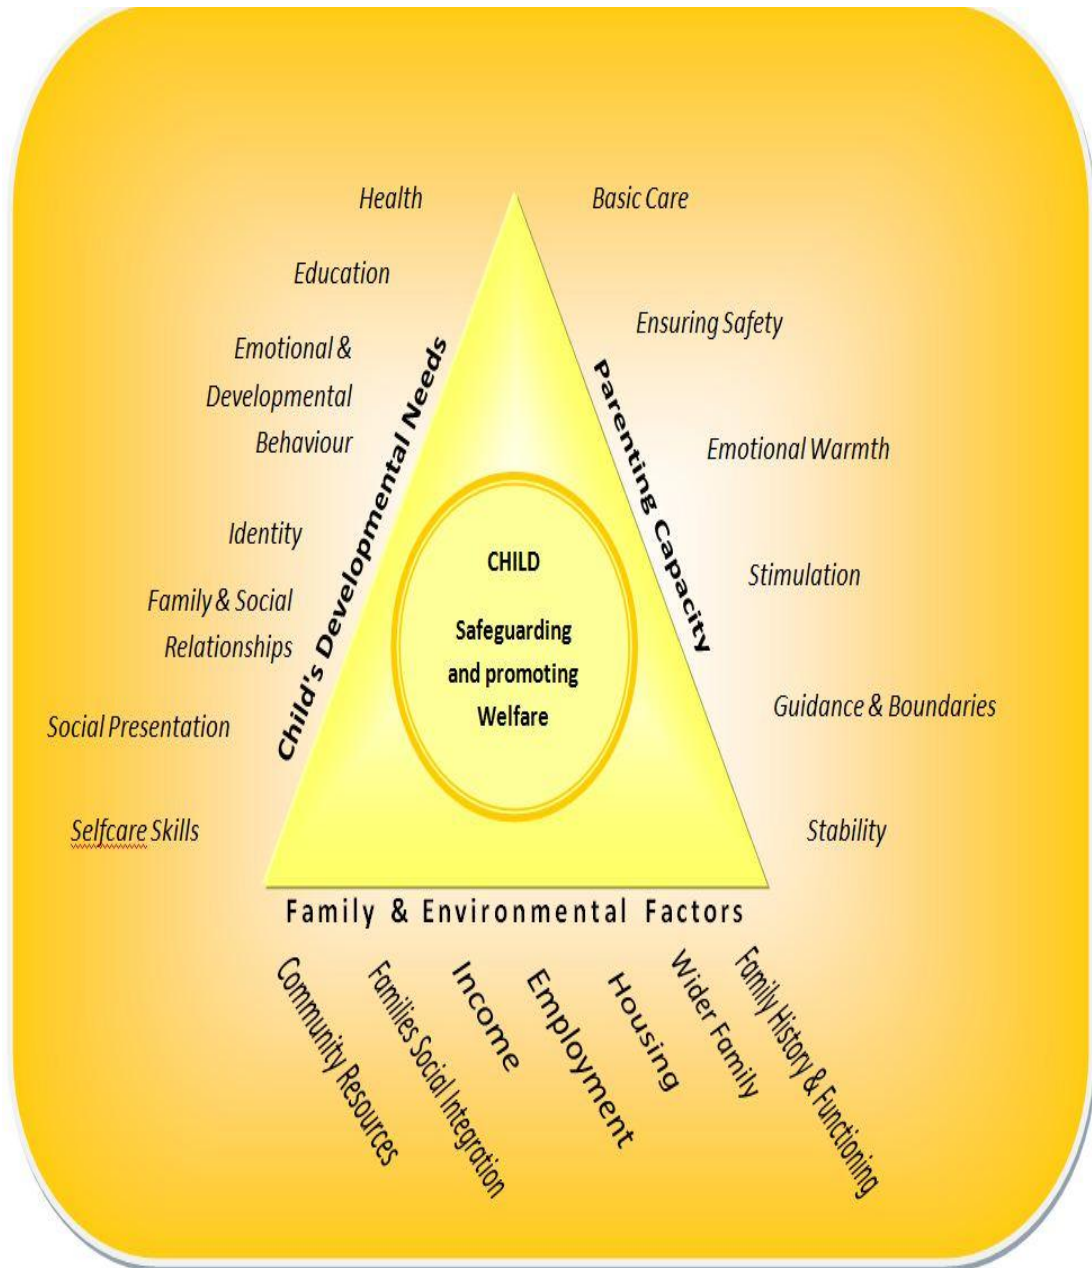 Health
Education
Emotional &
Developmental
Behaviour
Identity
Family & Social
Relationships
Social Presentation
Selfcare Skills
Child's Developmental Needs
CHILD
Safeguarding
and promoting
Welfare
Parenting Capacity
Basic Care
Ensuring Safety
Emotional Warmth
Stimulation
Guidance & Boundaries
Stability
Family & Environmental Factors
Community Resources
Families Social Integration
Income
Employment
Housing
Wider Family
Family History & Functioning